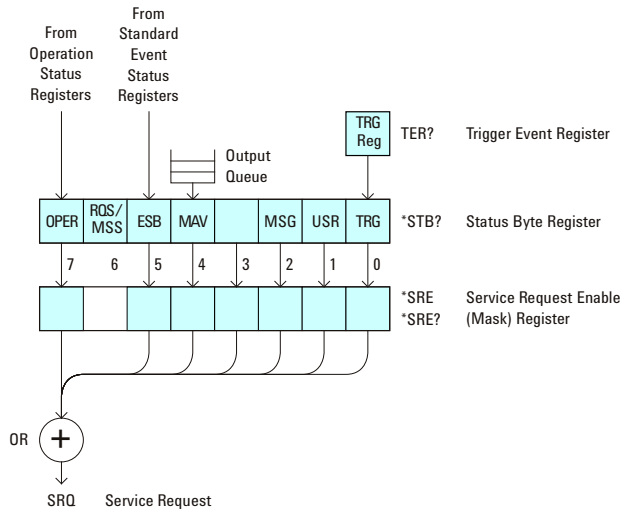 From
Operation
Status
Registers
From
Standard
Event
Status
Registers
Output
Queue
TRG
Reg
TER? Trigger Event Register
OPER RQS/MSS ESB MAV MSG USR TRG *STB? Status Byte Register
7 6 5 4 3 2 1 0
*SRE Service Request Enable
*SRE? (Mask) Register
OR +
SRQ Service Request